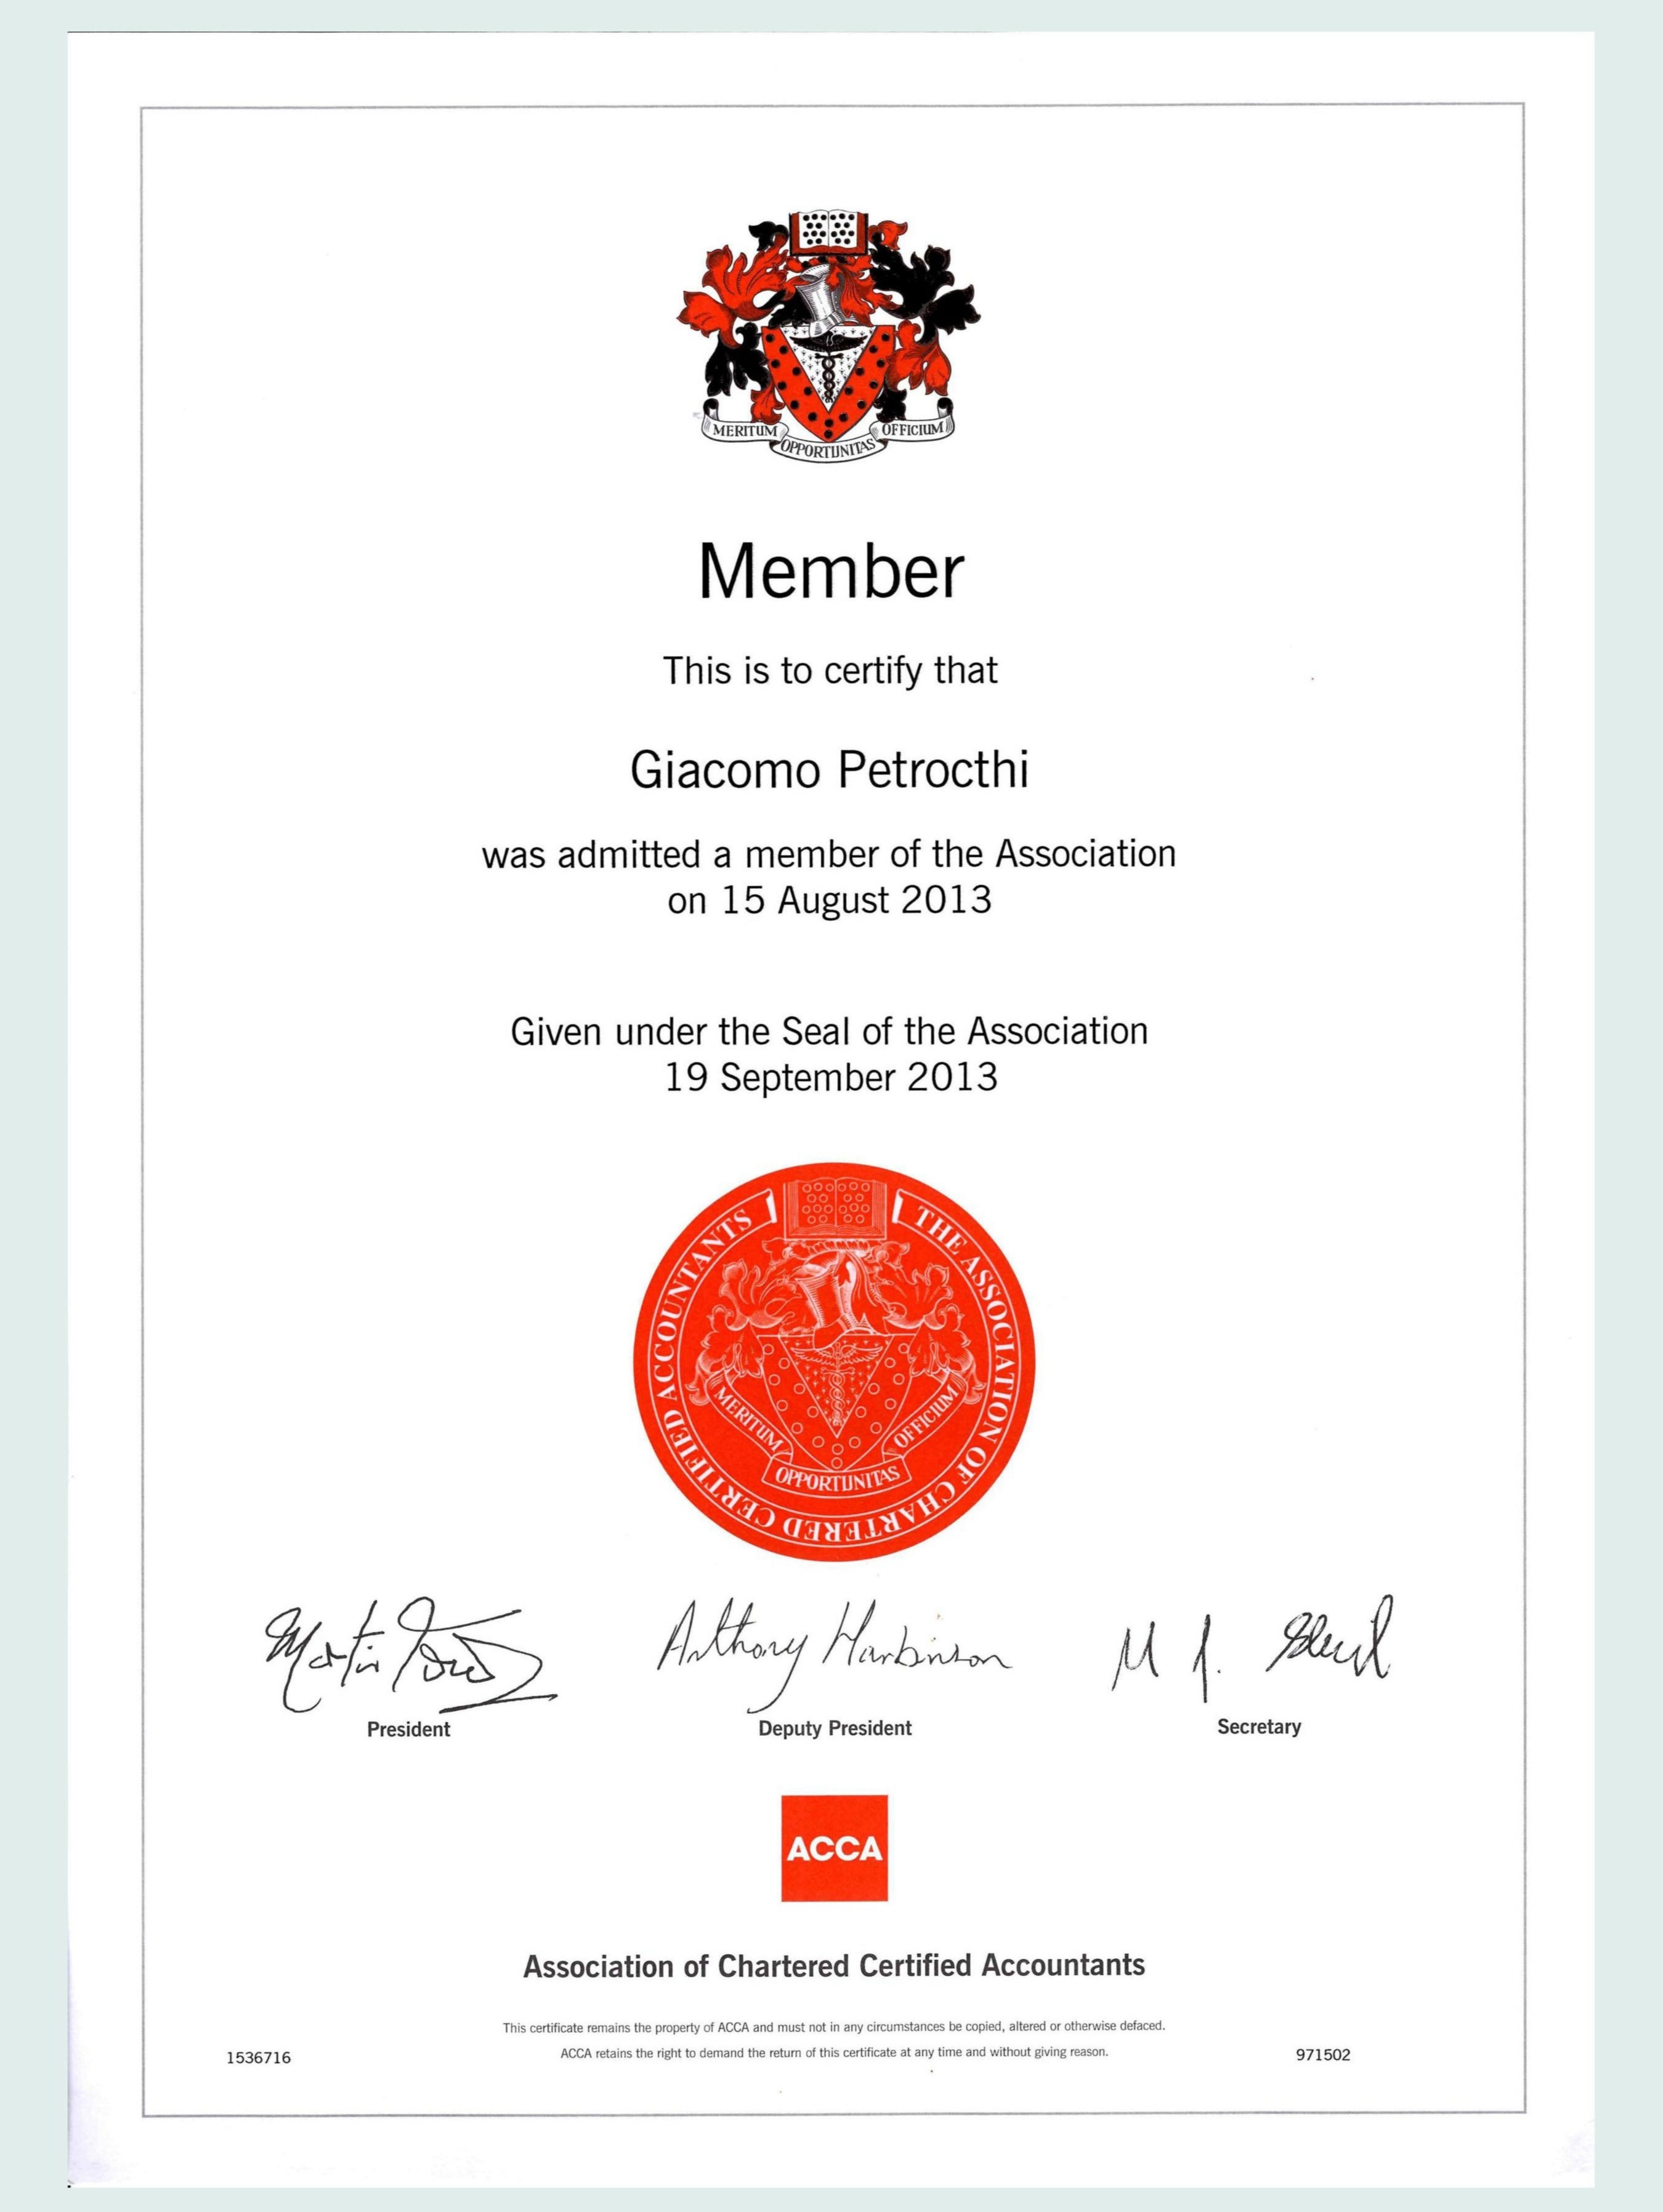 MERITUM OPPORTUNITAS OFFICIUM
Member
This is to certify that
Giacomo Petrocthi
was admitted a member of the Association
on 15 August 2013
Given under the Seal of the Association
19 September 2013
THE ASSOCIATION OF CHARTERED CERTIFIED ACCOUNTANTS
MERITUM OPPORTUNITAS OFFICIUM
Anthony Harbinson
President
Deputy President
Secretary
ACCA
Association of Chartered Certified Accountants
This certificate remains the property of ACCA and must not in any circumstances be copied, altered or otherwise defaced.
ACCA retains the right to demand the return of this certificate at any time and without giving reason.
1536716
971502